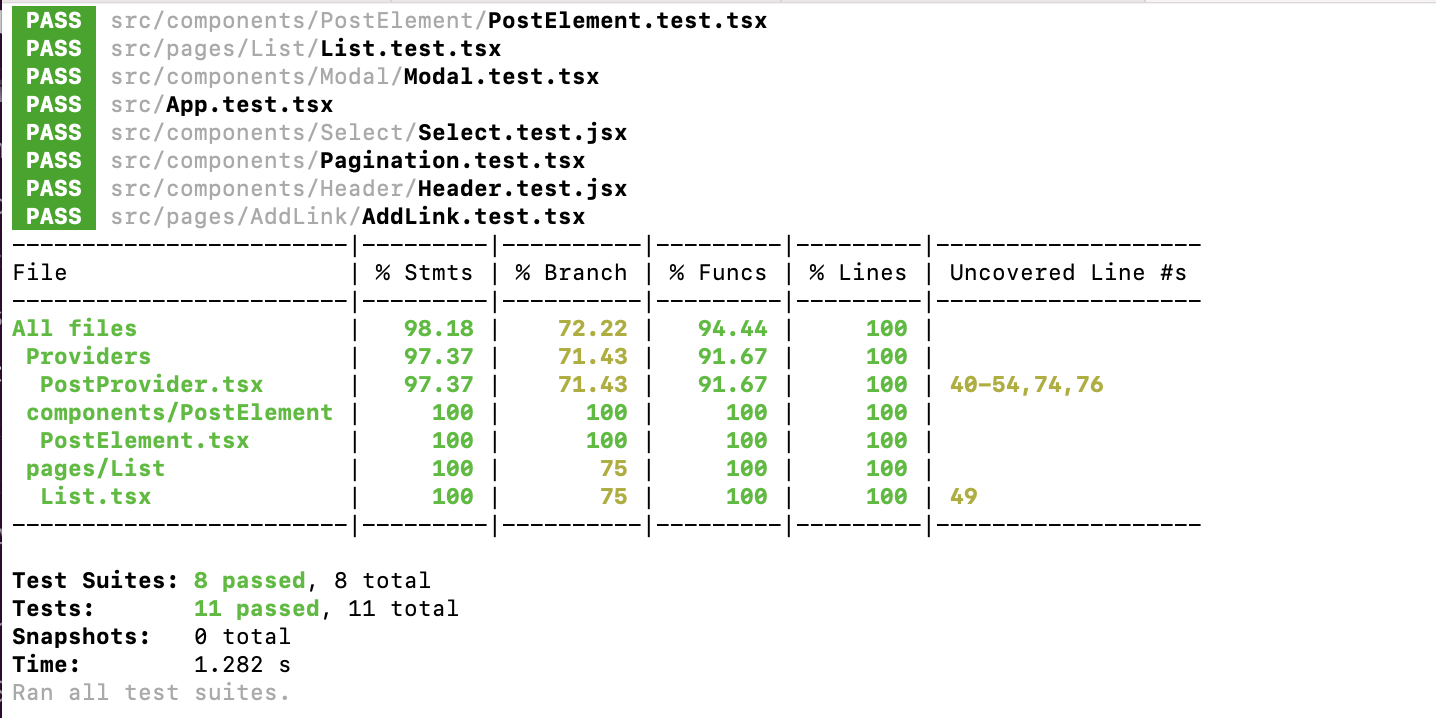 PASS src/components/PostElement/PostElement.test.tsx
PASS src/pages/List/List.test.tsx
PASS src/components/Modal/Modal.test.tsx
PASS src/App.test.tsx
PASS src/components/Select/Select.test.jsx
PASS src/components/Pagination.test.tsx
PASS src/components/Header/Header.test.jsx
PASS src/pages/AddLink/AddLink.test.tsx
------------------------|---------|----------|---------|---------|-------------------
File                    | % Stmts | % Branch | % Funcs | % Lines | Uncovered Line #s
------------------------|---------|----------|---------|---------|-------------------
All files               |   98.18 |    72.22 |   94.44 |     100 |
 Providers              |   97.37 |    71.43 |   91.67 |     100 |
  PostProvider.tsx      |   97.37 |    71.43 |   91.67 |     100 | 40-54,74,76
 components/PostElement |     100 |      100 |     100 |     100 |
  PostElement.tsx       |     100 |      100 |     100 |     100 |
 pages/List             |     100 |       75 |     100 |     100 |
  List.tsx              |     100 |       75 |     100 |     100 | 49
------------------------|---------|----------|---------|---------|-------------------
Test Suites: 8 passed, 8 total
Tests:       11 passed, 11 total
Snapshots:   0 total
Time:        1.282 s
Ran all test suites.